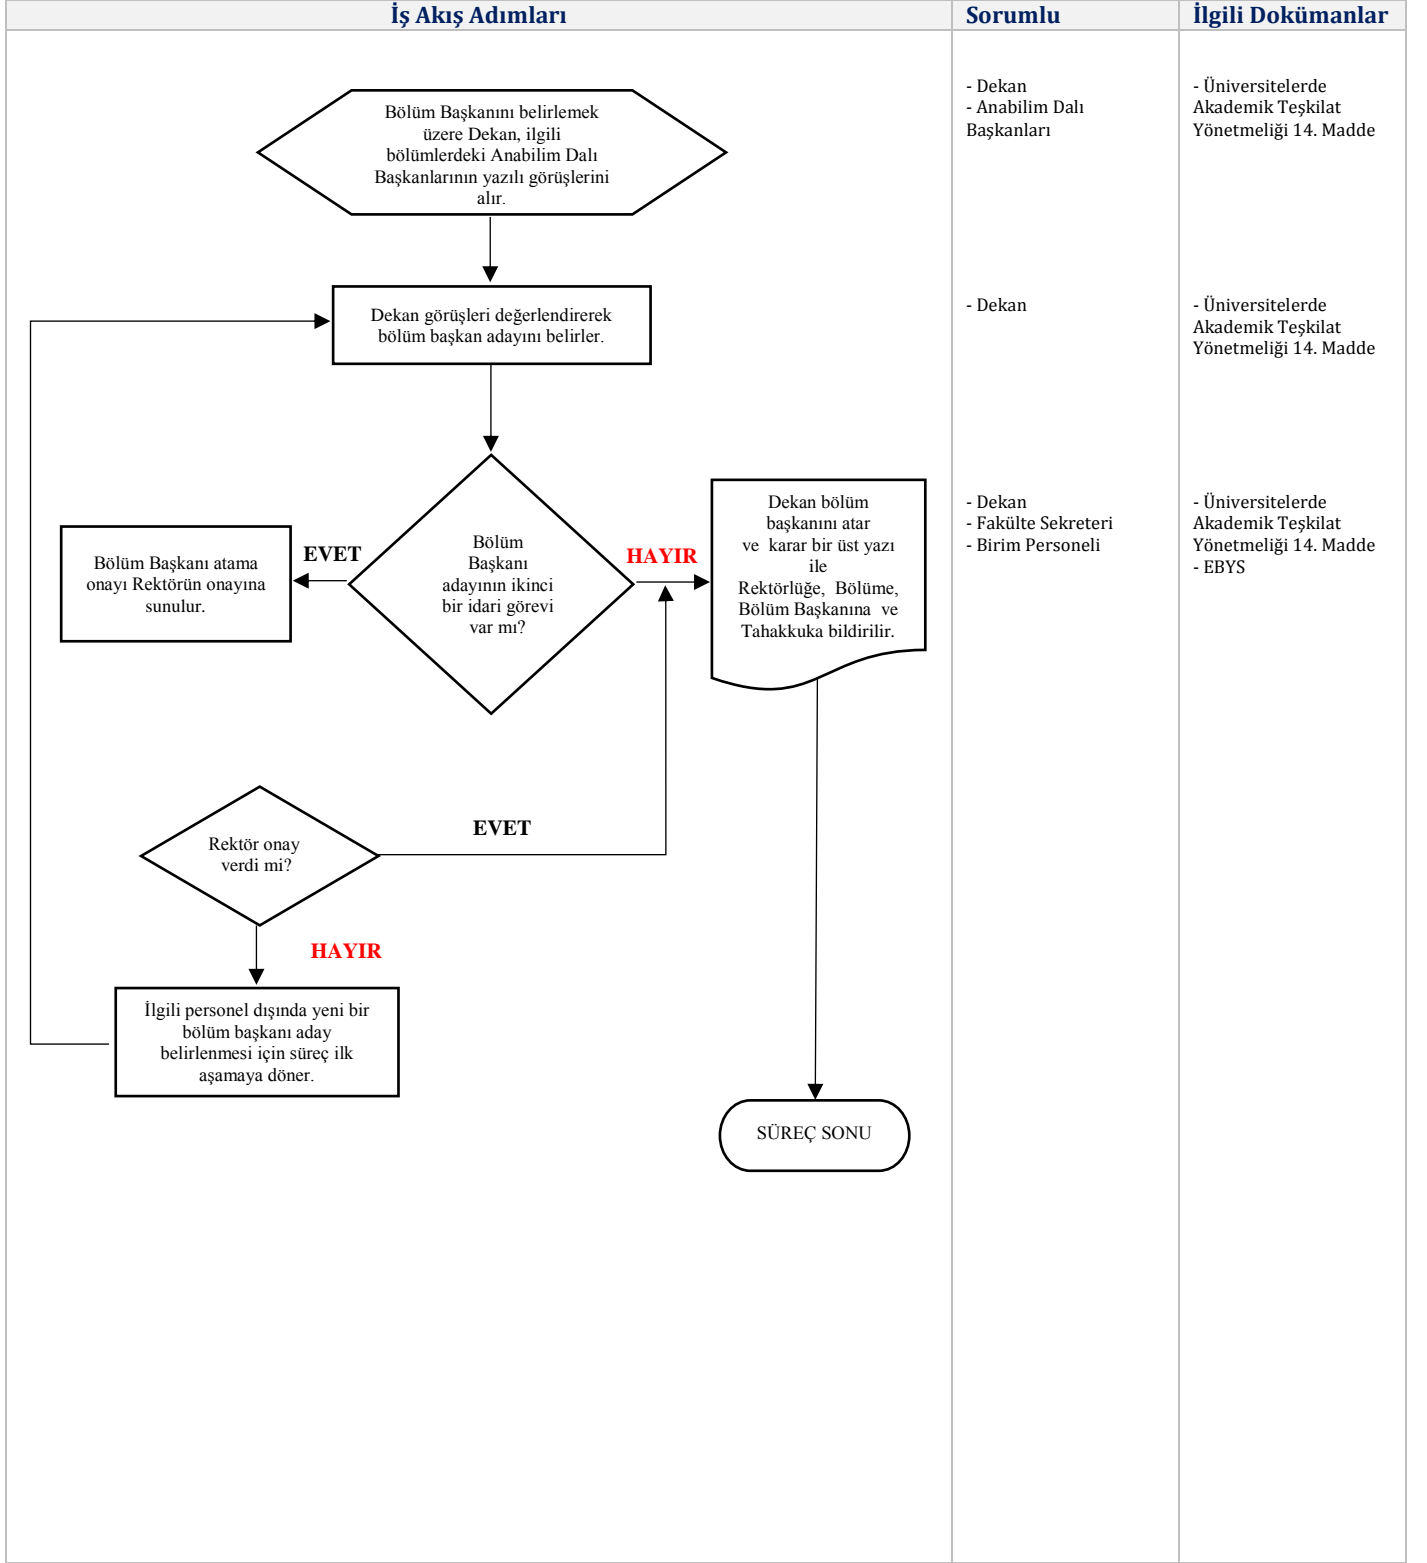 İş Akış Adımları
Sorumlu
İlgili Dokümanlar
Bölüm Başkanını belirlemek
üzere Dekan, ilgili
bölümlerdeki Anabilim Dalı
Başkanlarının yazılı görüşlerini
alır.
- Dekan
- Anabilim Dalı
Başkanları
- Üniversitelerde
Akademik Teşkilat
Yönetmeliği 14. Madde
Dekan görüşleri değerlendirerek
bölüm başkan adayını belirler.
- Dekan
- Üniversitelerde
Akademik Teşkilat
Yönetmeliği 14. Madde
Bölüm Başkanı atama
onayı Rektörün onayına
sunulur.
EVET
Bölüm
Başkanı
adayının ikinci
bir idari görevi
var mı?
HAYIR
Dekan bölüm
başkanını atar
ve karar bir üst yazı
ile
Rektörlüğe, Bölüme,
Bölüm Başkanına ve
Tahakkuka bildirilir.
- Dekan
- Fakülte Sekreteri
- Birim Personeli
- Üniversitelerde
Akademik Teşkilat
Yönetmeliği 14. Madde
- EBYS
Rektör onay
verdi mi?
EVET
HAYIR
İlgili personel dışında yeni bir
bölüm başkanı aday
belirlenmesi için süreç ilk
aşamaya döner.
SÜREÇ SONU